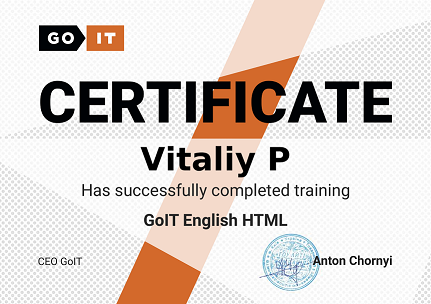 GO IT
CERTIFICATE
Vitaliy P
Has successfully completed training
GoIT English HTML
CEO GoIT
Anton Chornyi